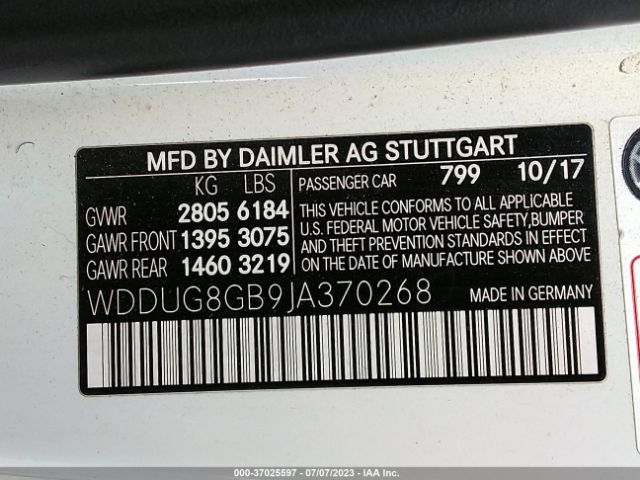 MFD BY DAIMLER AG STUTTGART
KG LBS
GVWR 2805 6184
GAWR FRONT 1395 3075
GAWR REAR 1460 3219
PASSENGER CAR 799 10/17
THIS VEHICLE CONFORMS TO ALL APPLICABLE
U.S. FEDERAL MOTOR VEHICLE SAFETY, BUMPER
AND THEFT PREVENTION STANDARDS IN EFFECT
ON THE DATE OF MANUFACTURE SHOWN ABOVE
WDDUG8GB9JA370268 MADE IN GERMANY
000-37025597 / 07/07/2023 - IAA Inc.